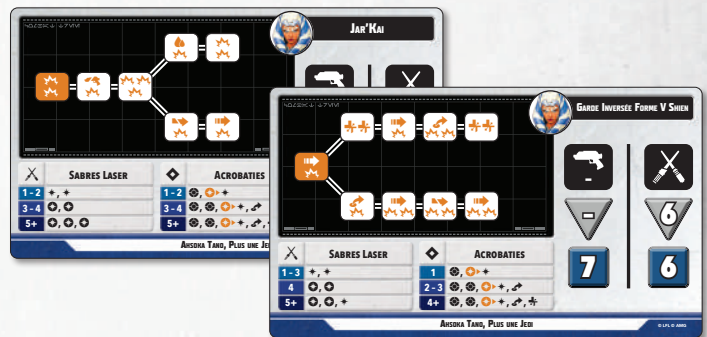 Jar'Kai
Sabres Laser
Acrobaties
1 - 2
1 - 2
3 - 4
3 - 4
5+
5+
Ahsoka Tano, Plus une Je
Garde Inversée Forme V Shien
-
- 6
7 6
Sabres Laser
Acrobaties
1 - 3
1
4
2 - 3
5+
4+
Ahsoka Tano, Plus une Jedi
© LFL © AMG